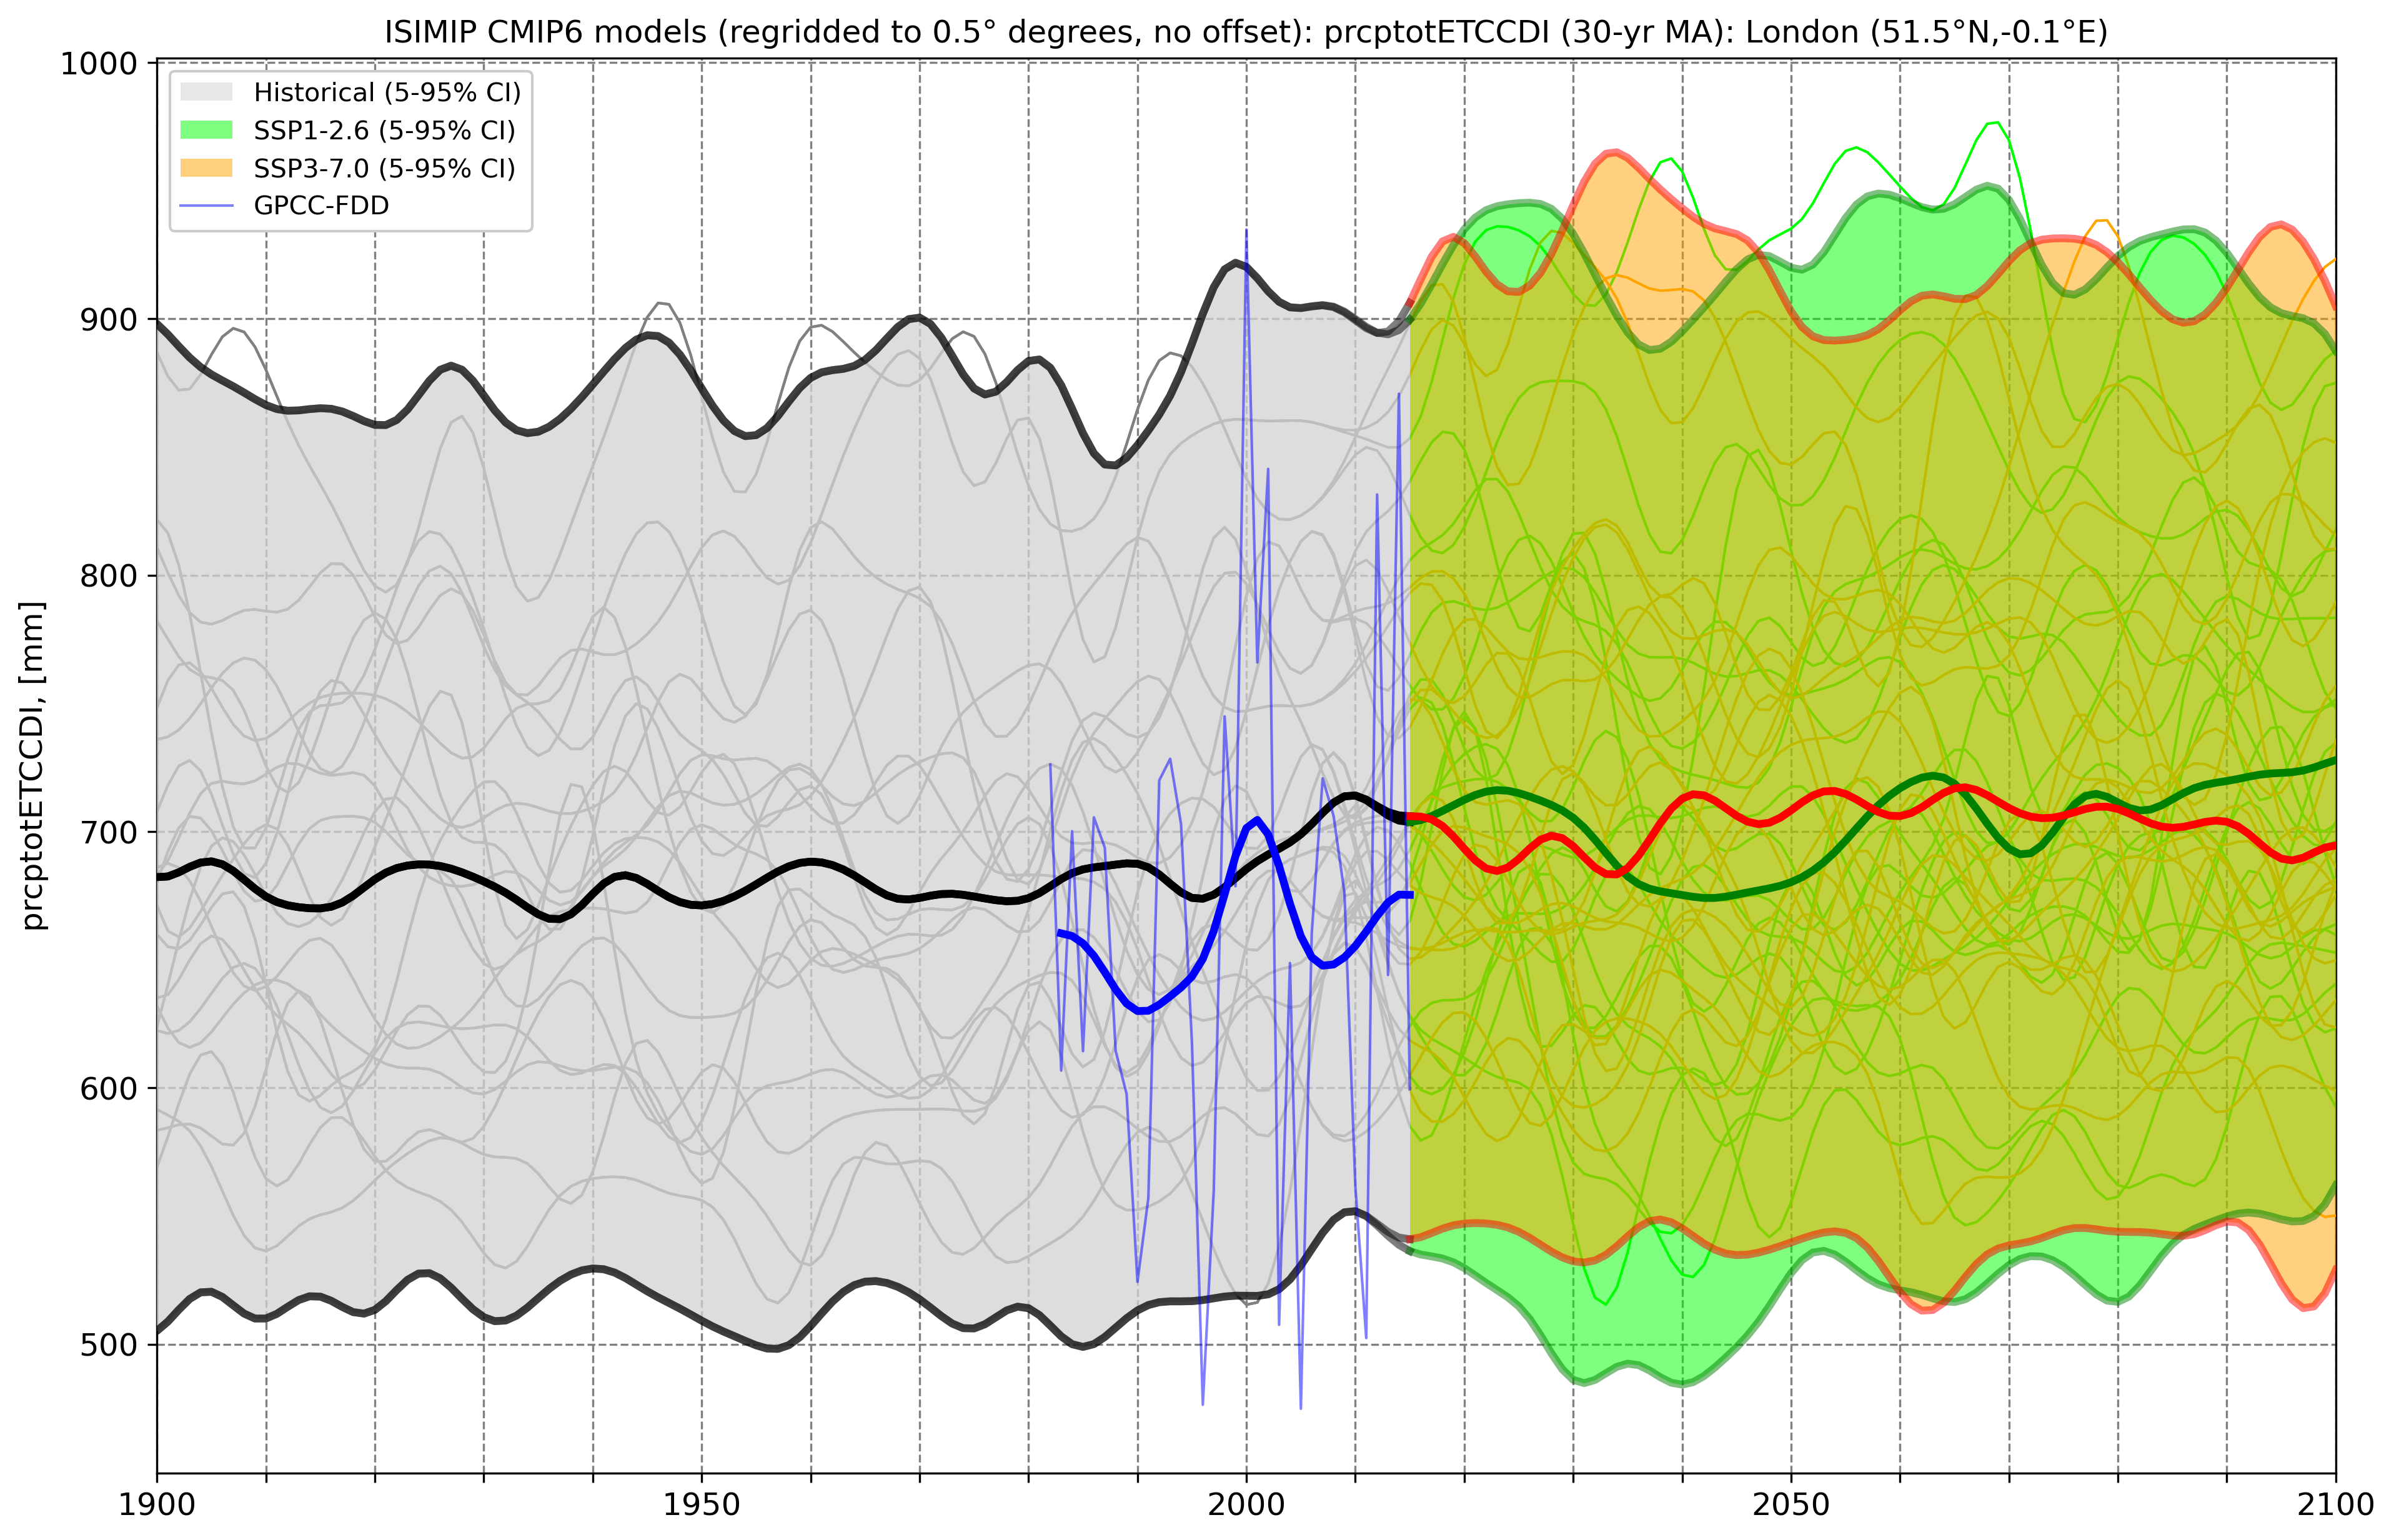 ISIMIP CMIP6 models (regridded to 0.5° degrees, no offset): prcptotETCCDI (30-yr MA): London (51.5°N,-0.1°E)
Historical (5-95% CI)
SSP1-2.6 (5-95% CI)
SSP3-7.0 (5-95% CI)
GPCC-FDD
prcptotETCCDI, [mm]
1000
900
800
700
600
500
1900 1950 2000 2050 2100